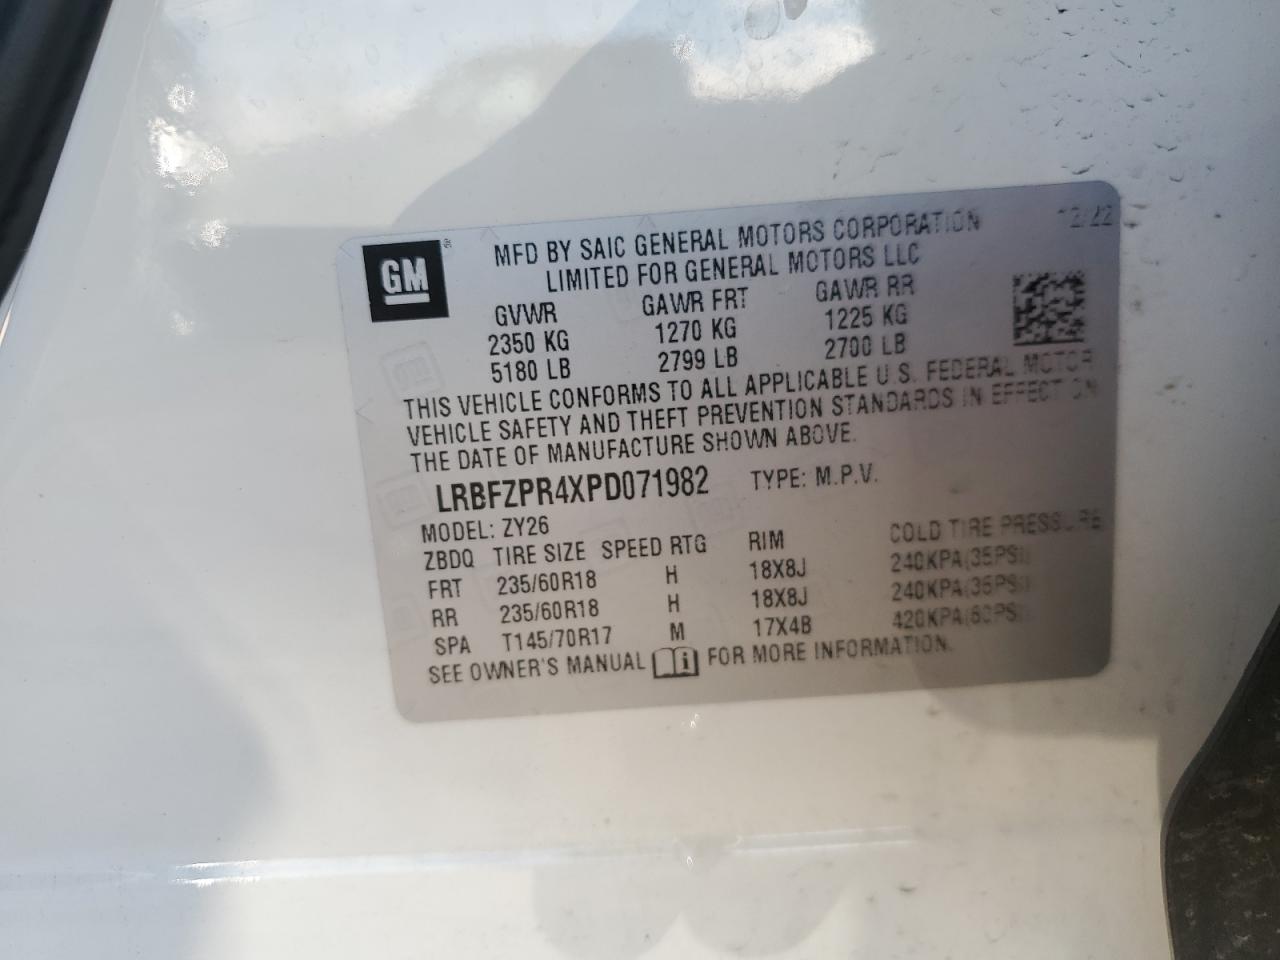 GM
MFD BY SAIC GENERAL MOTORS CORPORATION 12/22
LIMITED FOR GENERAL MOTORS LLC
GVWR GAWR FRT GAWR RR
2350 KG 1270 KG 1225 KG
5180 LB 2799 LB 2700 LB
THIS VEHICLE CONFORMS TO ALL APPLICABLE U.S. FEDERAL MOTOR
VEHICLE SAFETY AND THEFT PREVENTION STANDARDS IN EFFECT ON
THE DATE OF MANUFACTURE SHOWN ABOVE.
LRBFZPR4XPD071982 TYPE: M.P.V.
MODEL: ZY26
ZBDQ TIRE SIZE SPEED RTG RIM COLD TIRE PRESSURE
FRT 235/60R18 H 18X8J 240KPA(35PSI)
RR 235/60R18 H 18X8J 240KPA(35PSI)
SPA T145/70R17 M 17X4B 420KPA(60PSI)
SEE OWNER'S MANUAL FOR MORE INFORMATION.